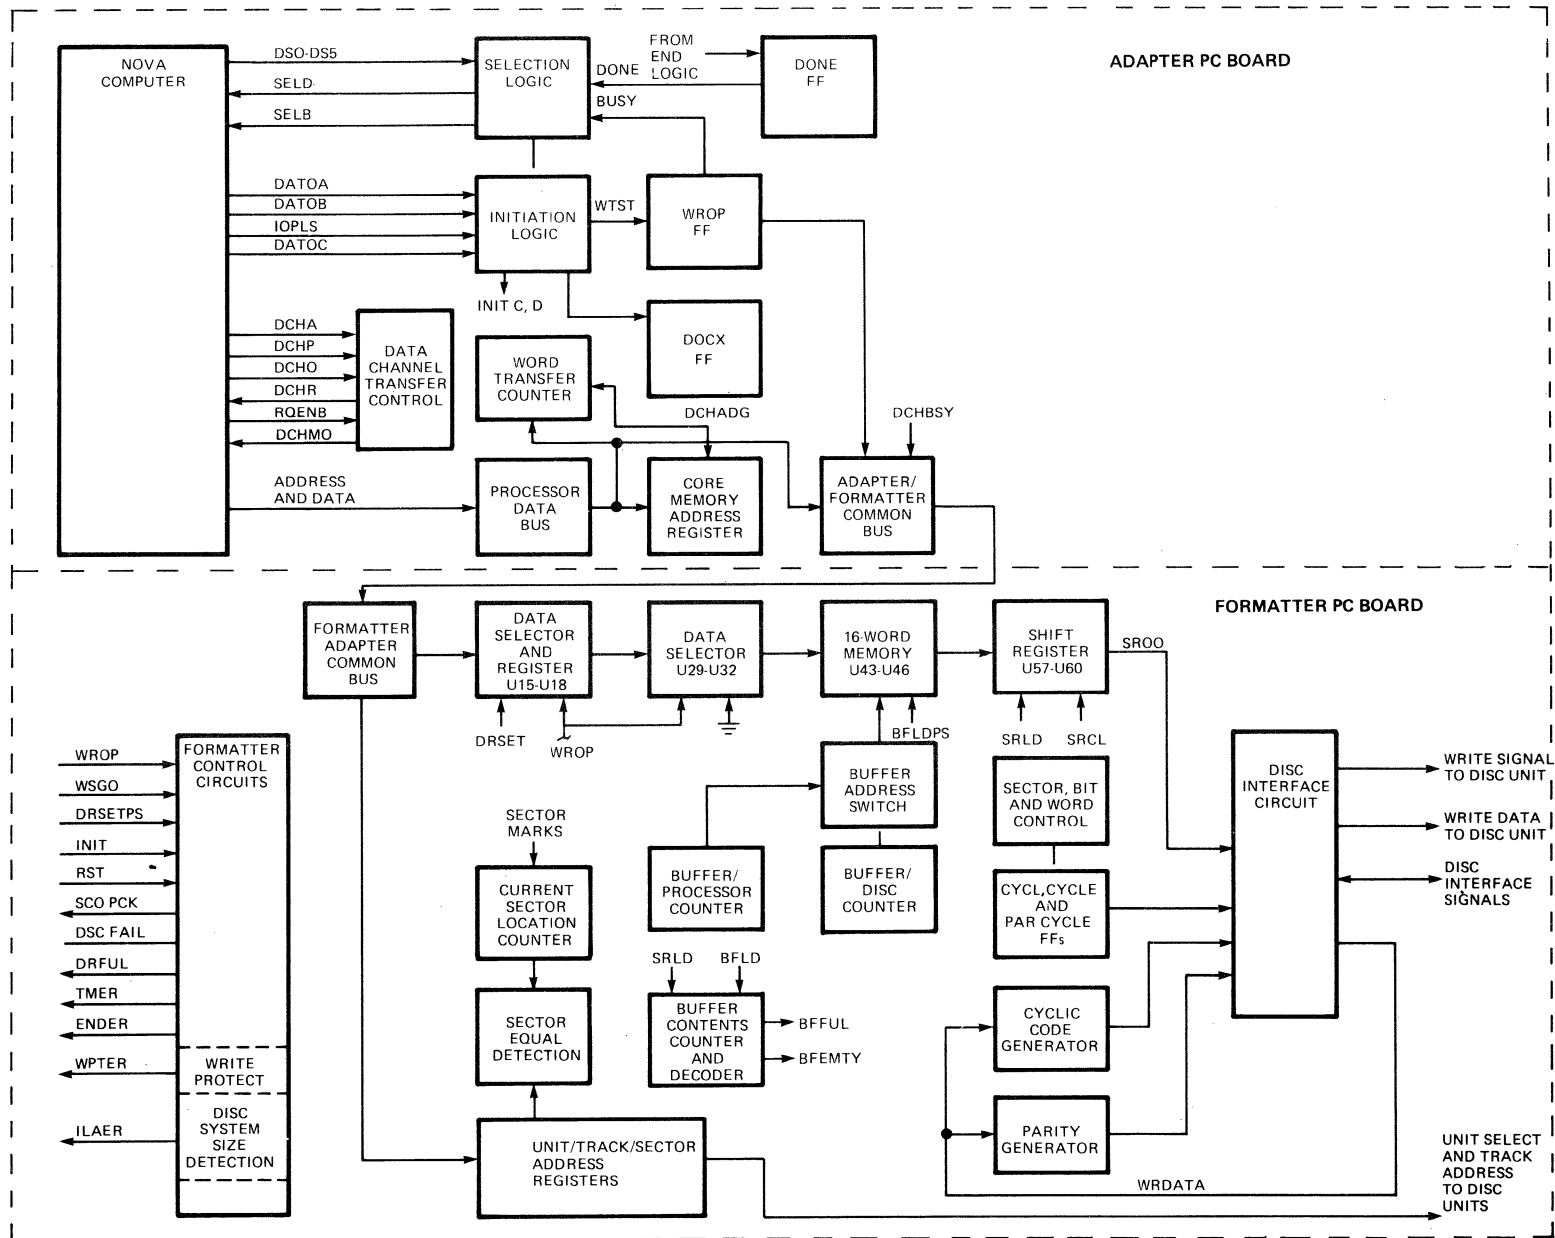 ADAPTER PC BOARD
NOVA
COMPUTER
DSO-DS5
SELD
SELB
SELECTION
LOGIC
FROM
END
LOGIC
DONE
BUSY
DONE
FF
DATOA
DATOB
IOPLS
DATOC
INITIATION
LOGIC
WTST
WROP
FF
INIT C, D
DOCX
FF
DCHA
DCHP
DCHO
DCHR
RQENB
DCHMO
DATA
CHANNEL
TRANSFER
CONTROL
WORD
TRANSFER
COUNTER
DCHADG
DCHBSY
ADDRESS
AND DATA
PROCESSOR
DATA
BUS
CORE
MEMORY
ADDRESS
REGISTER
ADAPTER/
FORMATTER
COMMON
BUS
FORMATTER PC BOARD
FORMATTER
ADAPTER
COMMON
BUS
DATA
SELECTOR
AND
REGISTER
U15-U18
DATA
SELECTOR
U29-U32
16-WORD
MEMORY
U43-U46
SHIFT
REGISTER
U57-U60
SROO
DRSET
WROP
BFLDPS
SRLD
SRCL
WROP
WSGO
DRSETPS
INIT
RST
SCO PCK
DSC FAIL
DRFUL
TMER
ENDER
WPTER
ILAER
FORMATTER
CONTROL
CIRCUITS
WRITE
PROTECT
DISC
SYSTEM
SIZE
DETECTION
SECTOR
MARKS
CURRENT
SECTOR
LOCATION
COUNTER
SECTOR
EQUAL
DETECTION
UNIT/TRACK/SECTOR
ADDRESS
REGISTERS
BUFFER
ADDRESS
SWITCH
BUFFER/
PROCESSOR
COUNTER
BUFFER/
DISC
COUNTER
SRLD
BFLD
BUFFER
CONTENTS
COUNTER
AND
DECODER
BFFUL
BFEMTY
SECTOR, BIT
AND WORD
CONTROL
CYCL,CYCLE
AND
PAR CYCLE
FFs
CYCLIC
CODE
GENERATOR
PARITY
GENERATOR
WRDATA
DISC
INTERFACE
CIRCUIT
WRITE SIGNAL
TO DISC UNIT
WRITE DATA
TO DISC UNIT
DISC
INTERFACE
SIGNALS
UNIT SELECT
AND TRACK
ADDRESS
TO DISC
UNITS